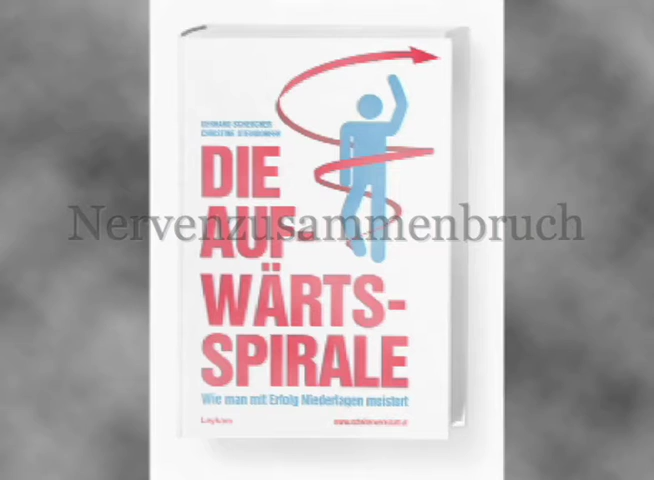 DIE
AUF-
Nervenzusammenbruch
WÄRTS-
SPIRALE
Wie man mit Erfolg Niederlagen meistert